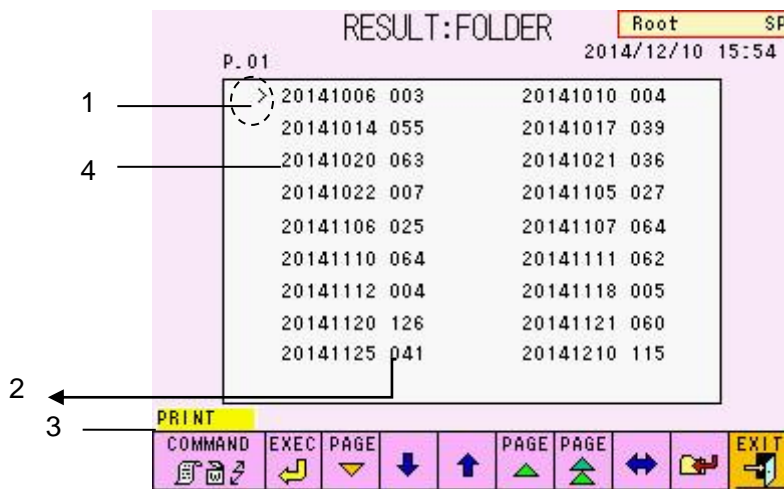 RESULT:FOLDER
Root SP
2014/12/10 15:54
P.01
1
> 20141006 003 20141010 004
20141014 055 20141017 039
4
20141020 063 20141021 036
20141022 007 20141105 027
20141106 025 20141107 064
20141110 064 20141111 062
20141112 004 20141118 005
20141120 126 20141121 060
20141125 041 20141210 115
2
3
PRINT
COMMAND EXEC PAGE PAGE PAGE EXIT